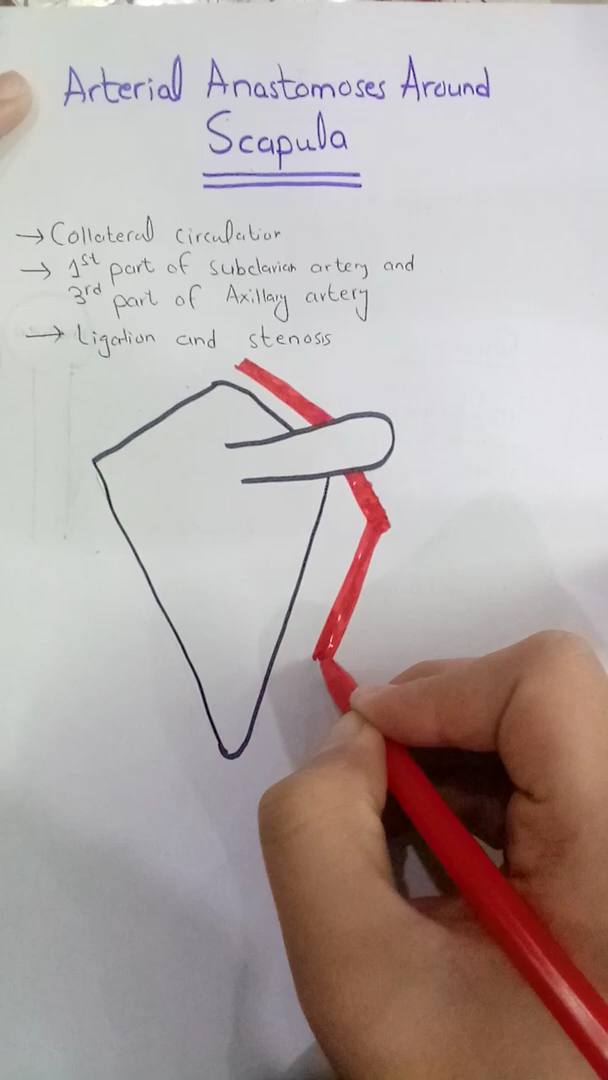 Arterial Anastomoses Around
Scapula
→ Collateral circulation
→ 1st part of subclavian artery and
3rd part of Axillary artery
→ Ligation and stenosis